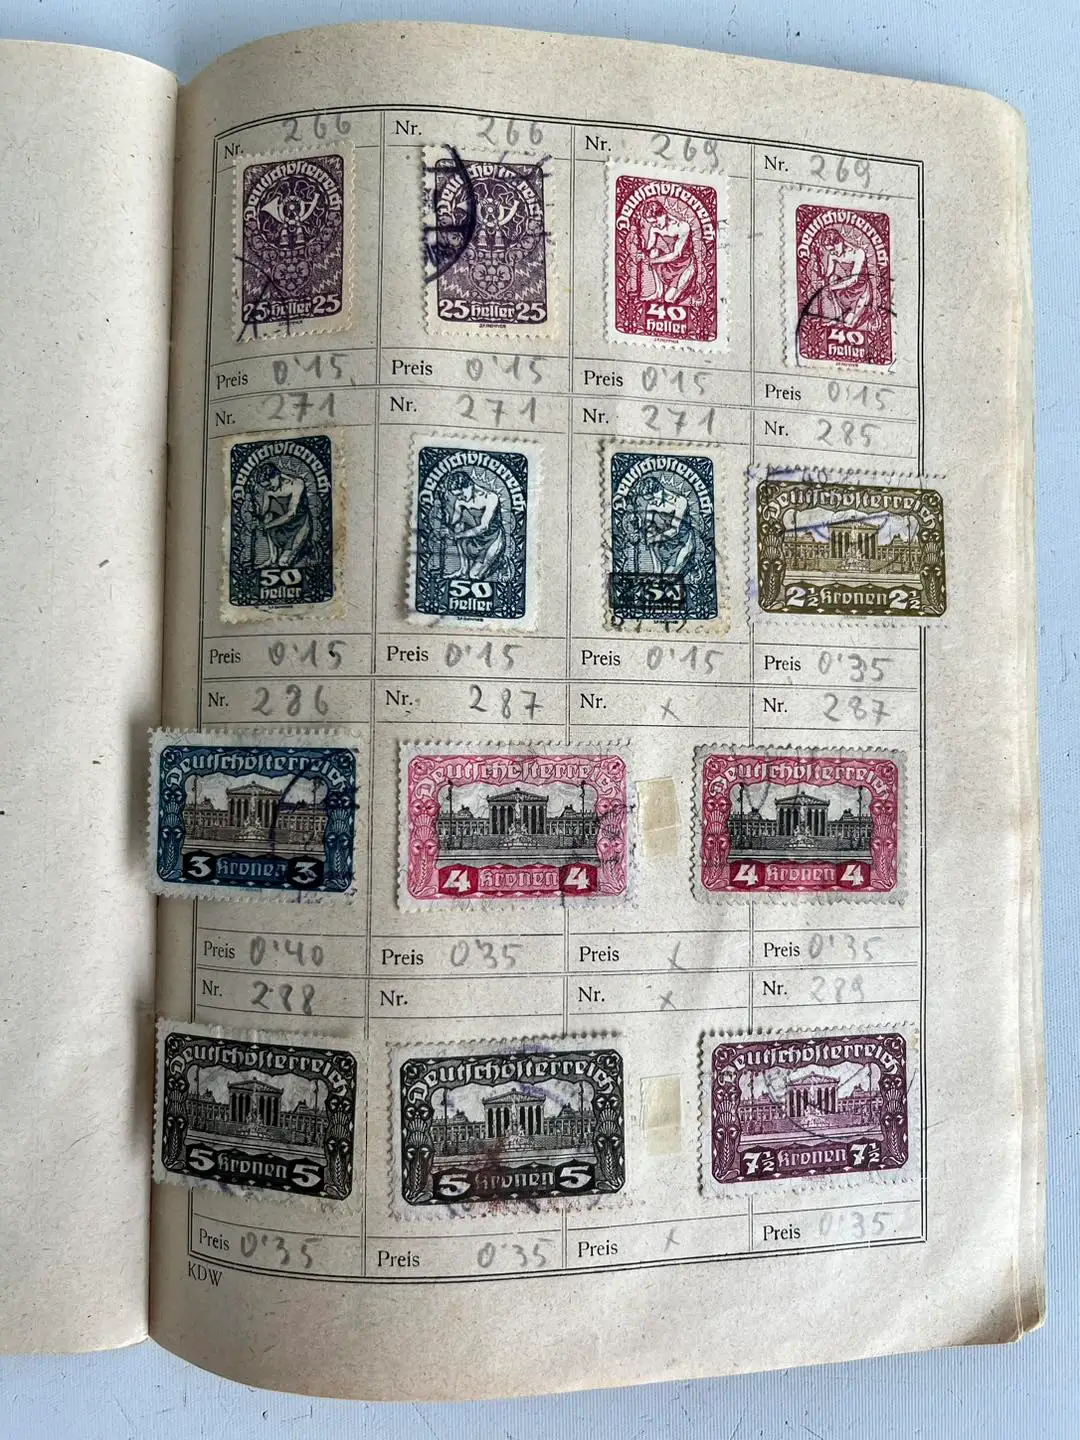 Nr. 266 Nr. 266 Nr. 269 Nr. 269
Deutschösterreich Deutschösterreich Deutschösterreich Deutschösterreich
25 Heller 25 25 Heller 25 40 Heller 40 Heller
Preis 0'15 Preis 0'15 Preis 0'15 Preis 0'15
Nr. 271 Nr. 271 Nr. 271 Nr. 285
Deutschösterreich Deutschösterreich Deutschösterreich Deutschösterreich
50 Heller 50 Heller 50 Heller 2½ Kronen 2½
Preis 0'15 Preis 0'15 Preis 0'15 Preis 0'35
Nr. 286 Nr. 287 Nr. x Nr. 287
Deutschösterreich Deutschösterreich Deutschösterreich
3 Kronen 3 4 Kronen 4 4 Kronen 4
Preis 0'40 Preis 0'35 Preis x Preis 0'35
Nr. 288 Nr. Nr. x Nr. 289
Deutschösterreich Deutschösterreich Deutschösterreich
5 Kronen 5 5 Kronen 5 7½ Kronen 7½
Preis 0'35 Preis 0'35 Preis x Preis 0'35
KDW